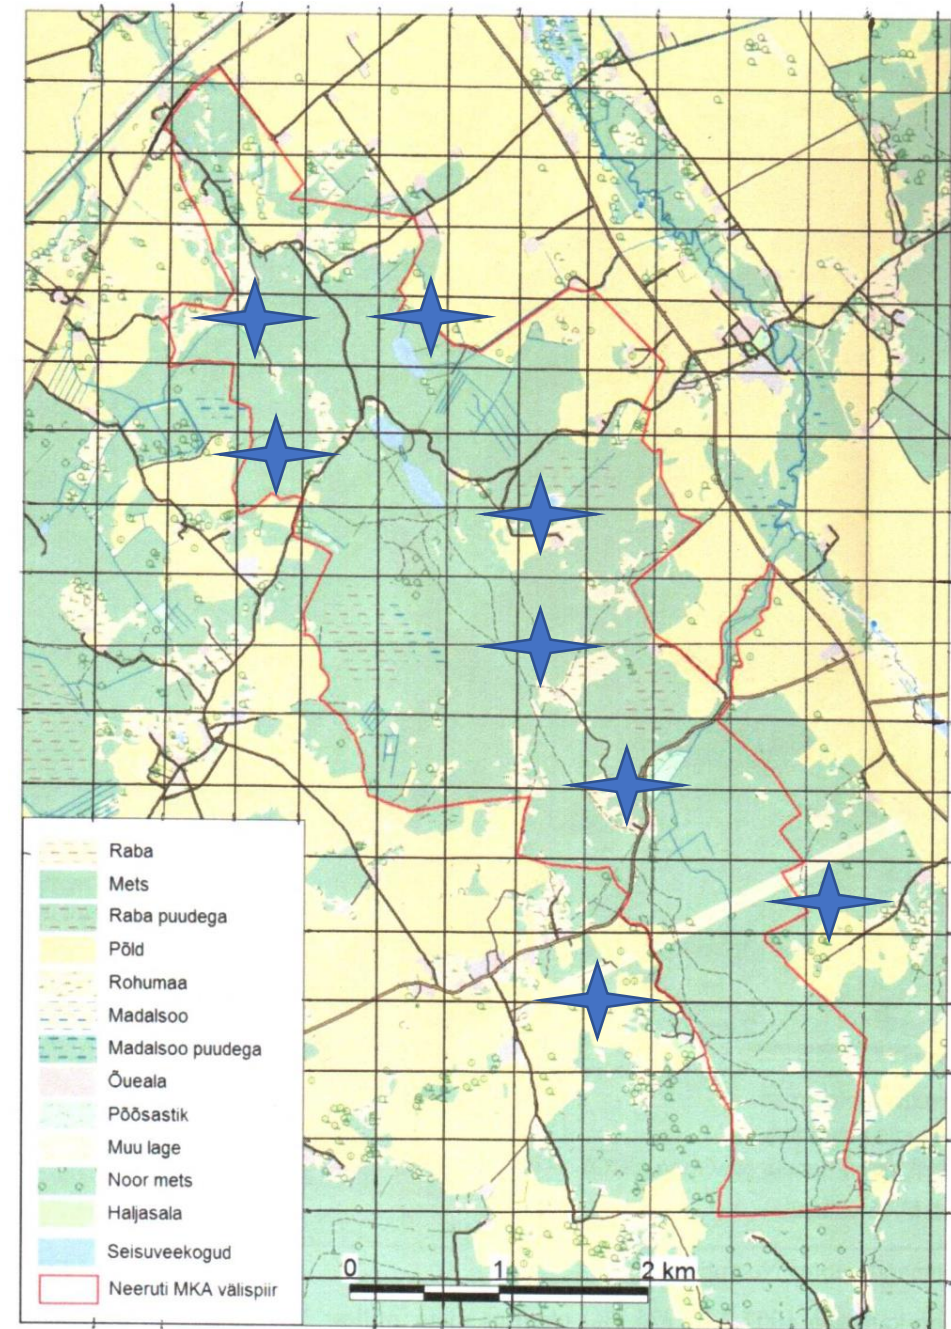 Raba
Mets
Raba puudega
Põld
Rohumaa
Madalsoo
Madalsoo puudega
Õueala
Põõsastik
Muu lage
Noor mets
Haljasala
Seisuveekogud
Neeruti MKA välispiir
0 1 2 km